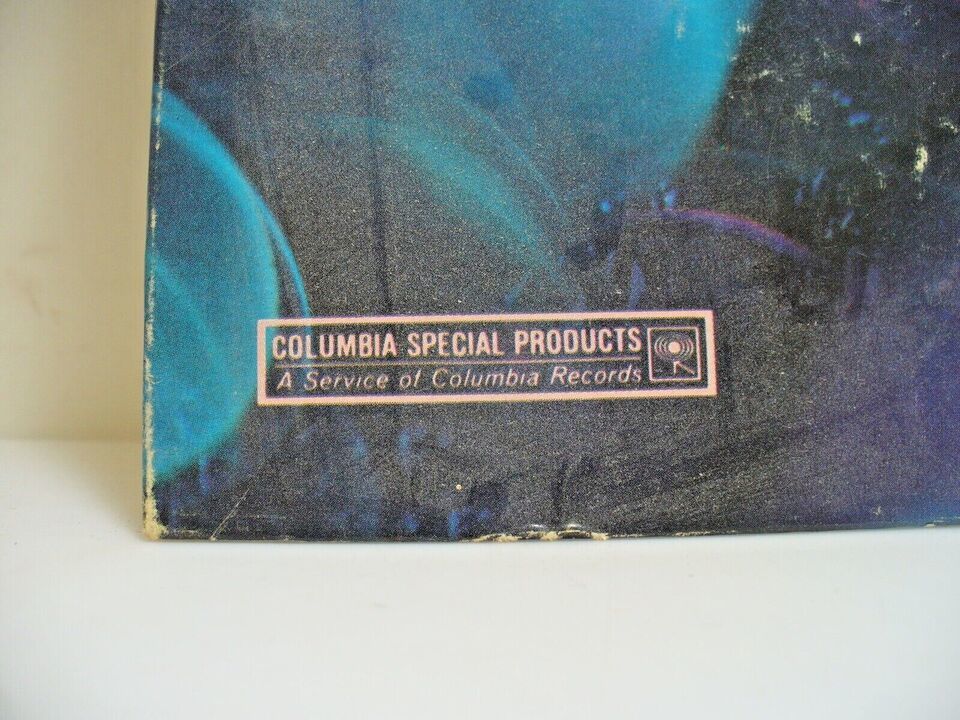 COLUMBIA SPECIAL PRODUCTS
A Service of Columbia Records